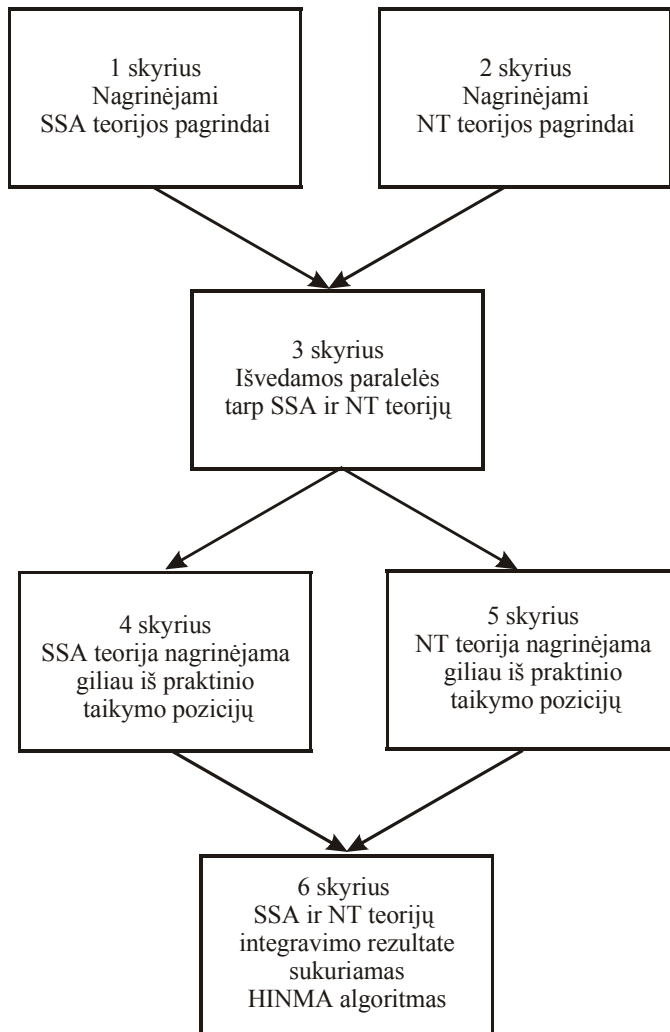 1 skyrius
Nagrinėjami
SSA teorijos pagrindai
2 skyrius
Nagrinėjami
NT teorijos pagrindai
3 skyrius
Išvedamos paralelės
tarp SSA ir NT teorijų
4 skyrius
SSA teorija nagrinėjama
giliau iš praktinio
taikymo pozicijų
5 skyrius
NT teorija nagrinėjama
giliau iš praktinio
taikymo pozicijų
6 skyrius
SSA ir NT teorijų
integravimo rezultate
sukuriamas
HINMA algoritmas